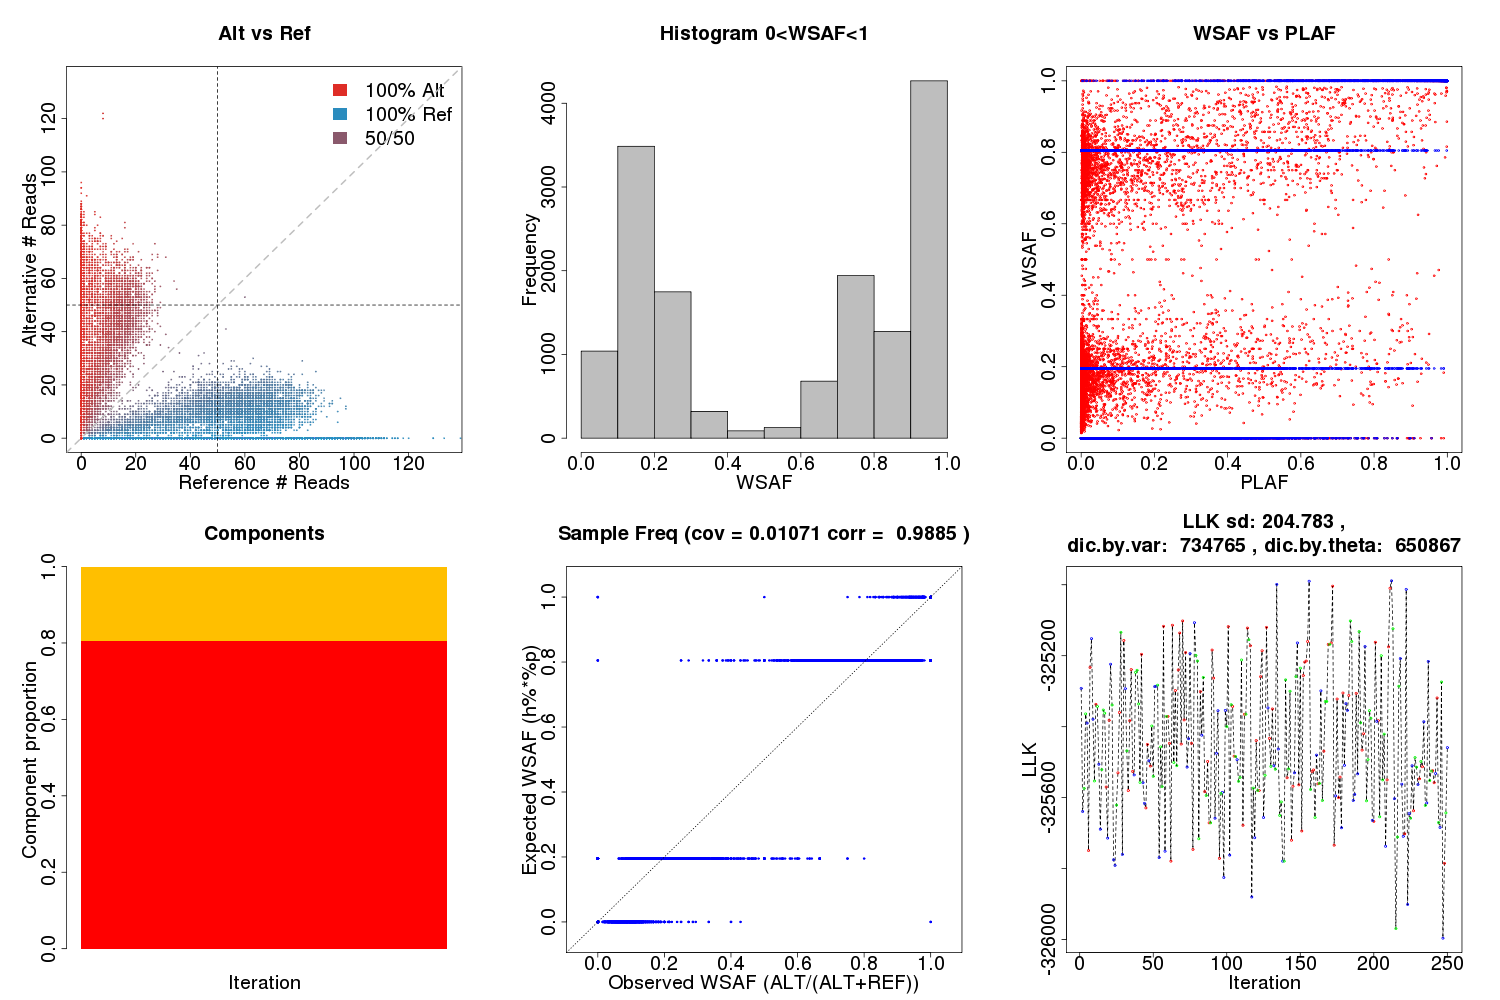 Alt vs Ref
100% Alt
100% Ref
50/50
Alternative # Reads
0 20 40 60 80 100 120
0 20 40 60 80 100 120
Reference # Reads
Histogram 0<WSAF<1
Frequency
0 1000 2000 3000 4000
0.0 0.2 0.4 0.6 0.8 1.0
WSAF
WSAF vs PLAF
WSAF
0.0 0.2 0.4 0.6 0.8 1.0
0.0 0.2 0.4 0.6 0.8 1.0
PLAF
Components
Component proportion
0.0 0.2 0.4 0.6 0.8 1.0
Iteration
Sample Freq (cov = 0.01071 corr = 0.9885 )
Expected WSAF (h%*%p)
0.0 0.2 0.4 0.6 0.8 1.0
0.0 0.2 0.4 0.6 0.8 1.0
Observed WSAF (ALT/(ALT+REF))
LLK sd: 204.783 ,
dic.by.var: 734765 , dic.by.theta: 650867
LLK
-326000 -325600 -325200
0 50 100 150 200 250
Iteration